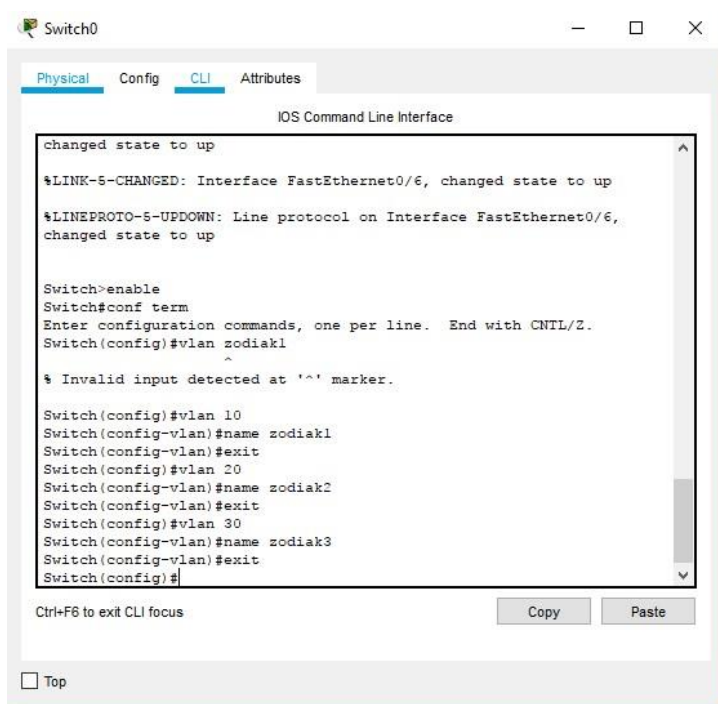 Switch0
Physical Config CLI Attributes
IOS Command Line Interface
changed state to up
%LINK-5-CHANGED: Interface FastEthernet0/6, changed state to up
%LINEPROTO-5-UPDOWN: Line protocol on Interface FastEthernet0/6,
changed state to up
Switch>enable
Switch#conf term
Enter configuration commands, one per line.  End with CNTL/Z.
Switch(config)#vlan zodiak1
^
% Invalid input detected at '^' marker.
Switch(config)#vlan 10
Switch(config-vlan)#name zodiak1
Switch(config-vlan)#exit
Switch(config)#vlan 20
Switch(config-vlan)#name zodiak2
Switch(config-vlan)#exit
Switch(config)#vlan 30
Switch(config-vlan)#name zodiak3
Switch(config-vlan)#exit
Switch(config)#
Ctrl+F6 to exit CLI focus Copy Paste
Top